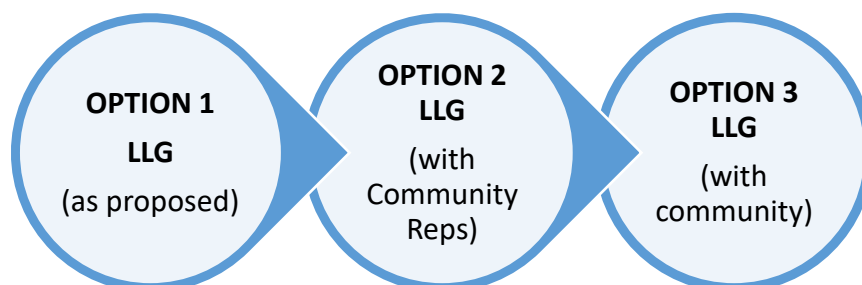 OPTION 1
LLG
(as proposed)
OPTION 2
LLG
(with
Community
Reps)
OPTION 3
LLG
(with
community)